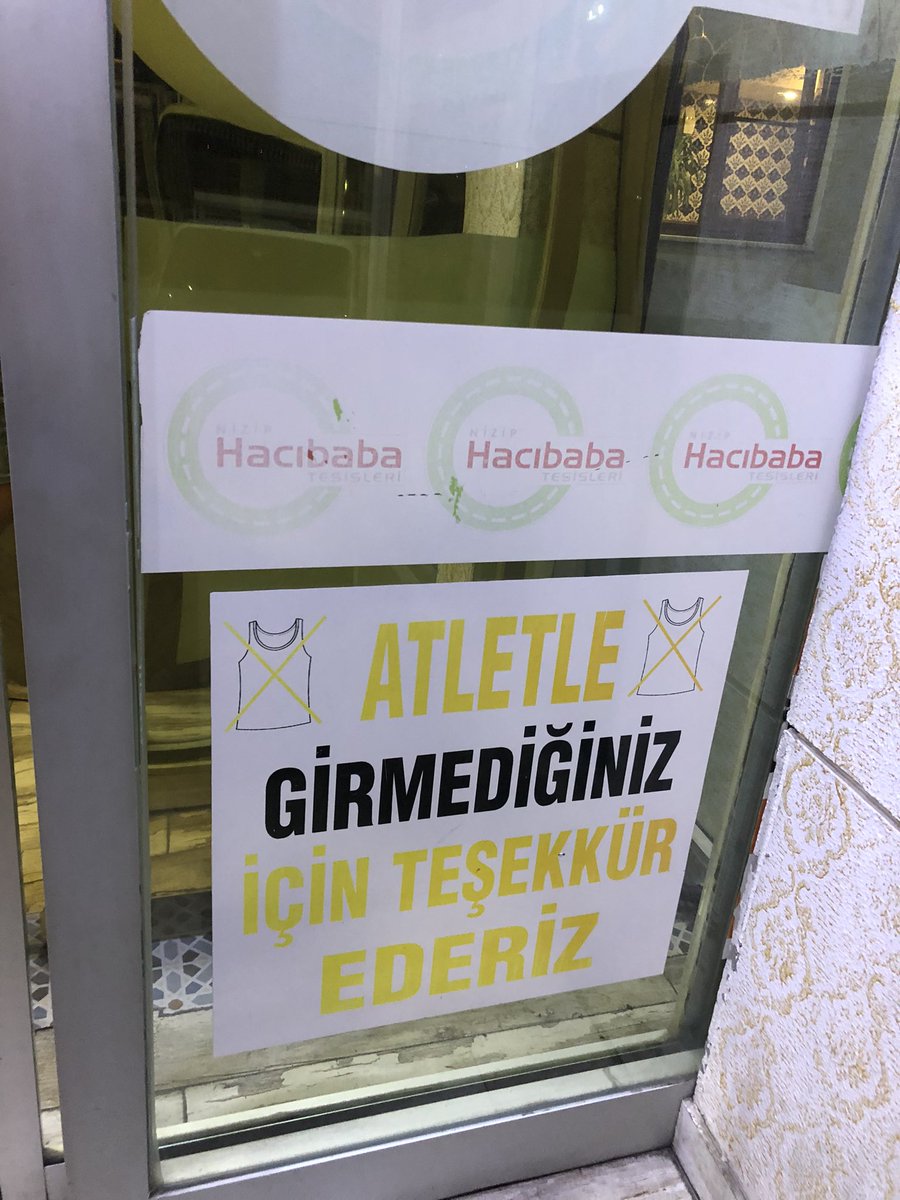 NİZİP
Hacıbaba
TESİSLERİ
NİZİP
Hacıbaba
TESİSLERİ
NİZİP
Hacıbaba
TESİSLERİ
ATLETLE
GİRMEDİĞİNİZ
İÇİN TEŞEKKÜR
EDERİZ